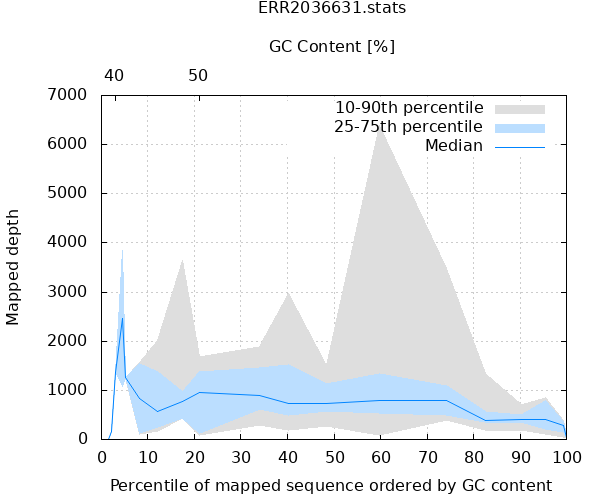 ERR2036631.stats
GC Content [%]
40 50
7000
6000
5000
4000
3000
2000
1000
0
10-90th percentile
25-75th percentile
Median
Mapped depth
0 10 20 30 40 50 60 70 80 90 100
Percentile of mapped sequence ordered by GC content